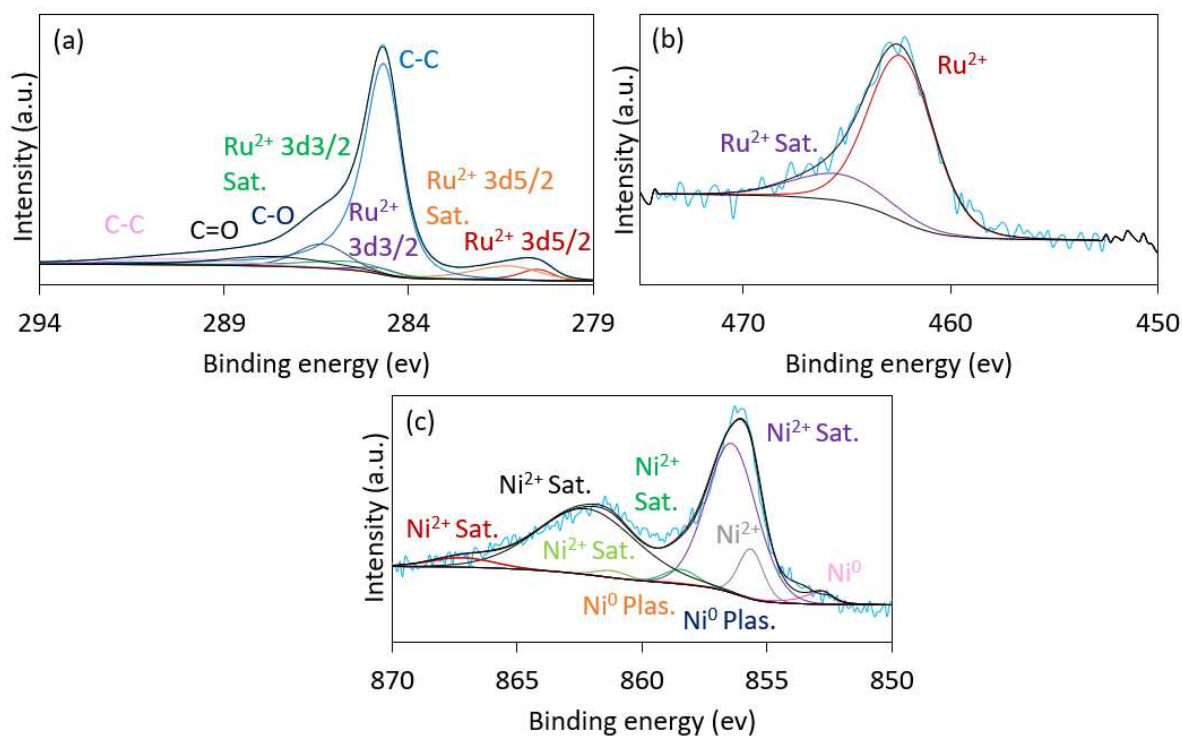 (a)
C-C
Ru²⁺ 3d3/2
Sat.
Ru²⁺ 3d5/2
Sat.
C-C
C=O
C-O
Ru²⁺
3d3/2
Ru²⁺ 3d5/2
Intensity (a.u.)
294 289 284 279
Binding energy (ev)
(b)
Ru²⁺
Ru²⁺ Sat.
Intensity (a.u.)
470 460 450
Binding energy (ev)
(c)
Ni²⁺ Sat.
Ni²⁺
Sat.
Ni²⁺ Sat.
Ni²⁺ Sat.
Ni²⁺ Sat.
Ni²⁺
Ni⁰
Ni⁰ Plas.
Ni⁰ Plas.
Intensity (a.u.)
870 865 860 855 850
Binding energy (ev)